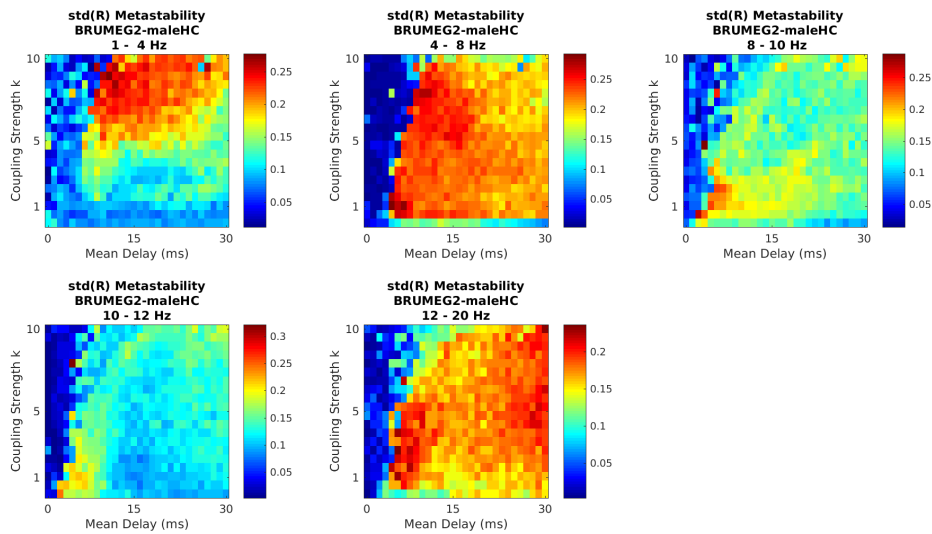 std(R) Metastability
BRUMEG2-maleHC
1 -  4 Hz
10
5
1
0
15
30
Coupling Strength k
Mean Delay (ms)
0.25
0.2
0.15
0.1
0.05
std(R) Metastability
BRUMEG2-maleHC
4 -  8 Hz
10
5
1
0
15
30
Coupling Strength k
Mean Delay (ms)
0.25
0.2
0.15
0.1
0.05
std(R) Metastability
BRUMEG2-maleHC
8 - 10 Hz
10
5
1
0
15
30
Coupling Strength k
Mean Delay (ms)
0.25
0.2
0.15
0.1
0.05
std(R) Metastability
BRUMEG2-maleHC
10 - 12 Hz
10
5
1
0
15
30
Coupling Strength k
Mean Delay (ms)
0.3
0.25
0.2
0.15
0.1
0.05
std(R) Metastability
BRUMEG2-maleHC
12 - 20 Hz
10
5
1
0
15
30
Coupling Strength k
Mean Delay (ms)
0.2
0.15
0.1
0.05